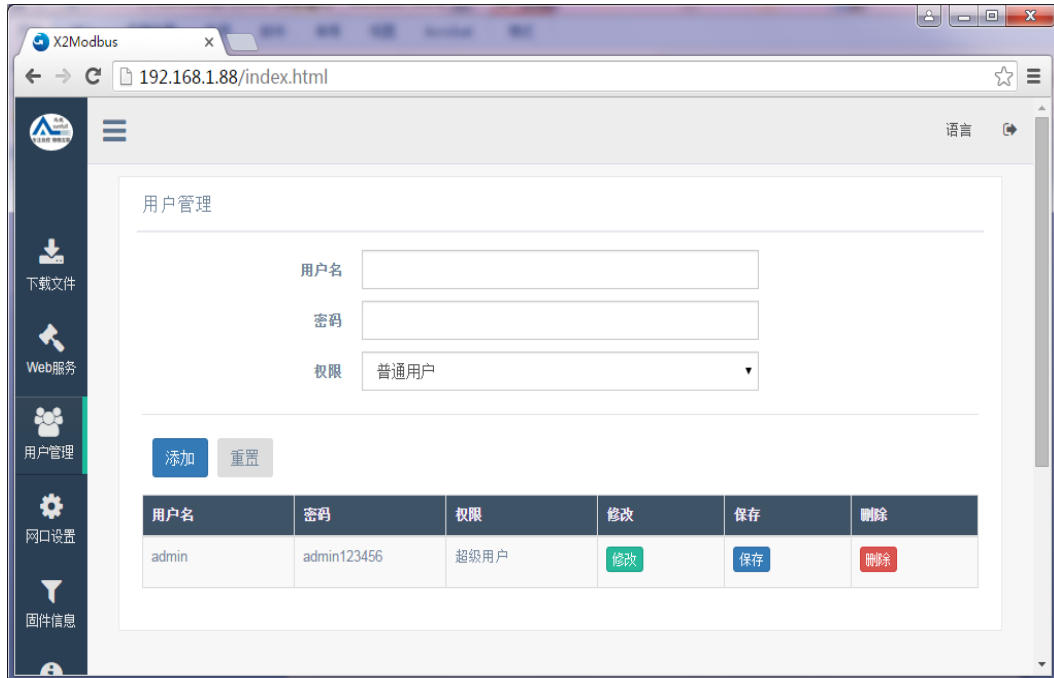 X2Modbus
192.168.1.88/index.html
语言
用户管理
下载文件
Web服务
用户管理
网口设置
固件信息
用户名
密码
权限 普通用户
添加 重置
用户名 密码 权限 修改 保存 删除
admin admin123456 超级用户 修改 保存 删除